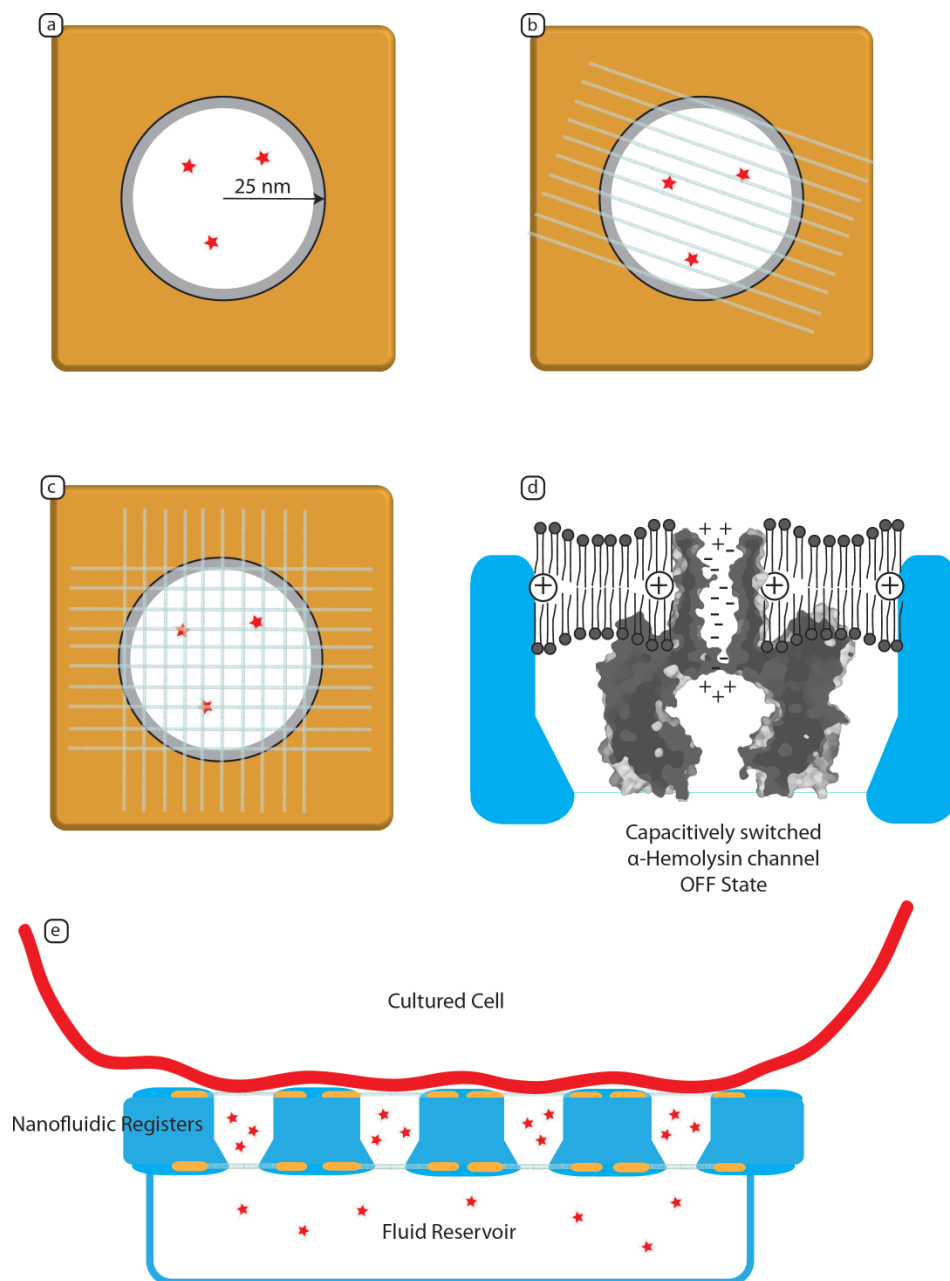 a
b
25 nm
c
d
Capacitively switched
α-Hemolysin channel
OFF State
e
Cultured Cell
Nanofluidic Registers
Fluid Reservoir